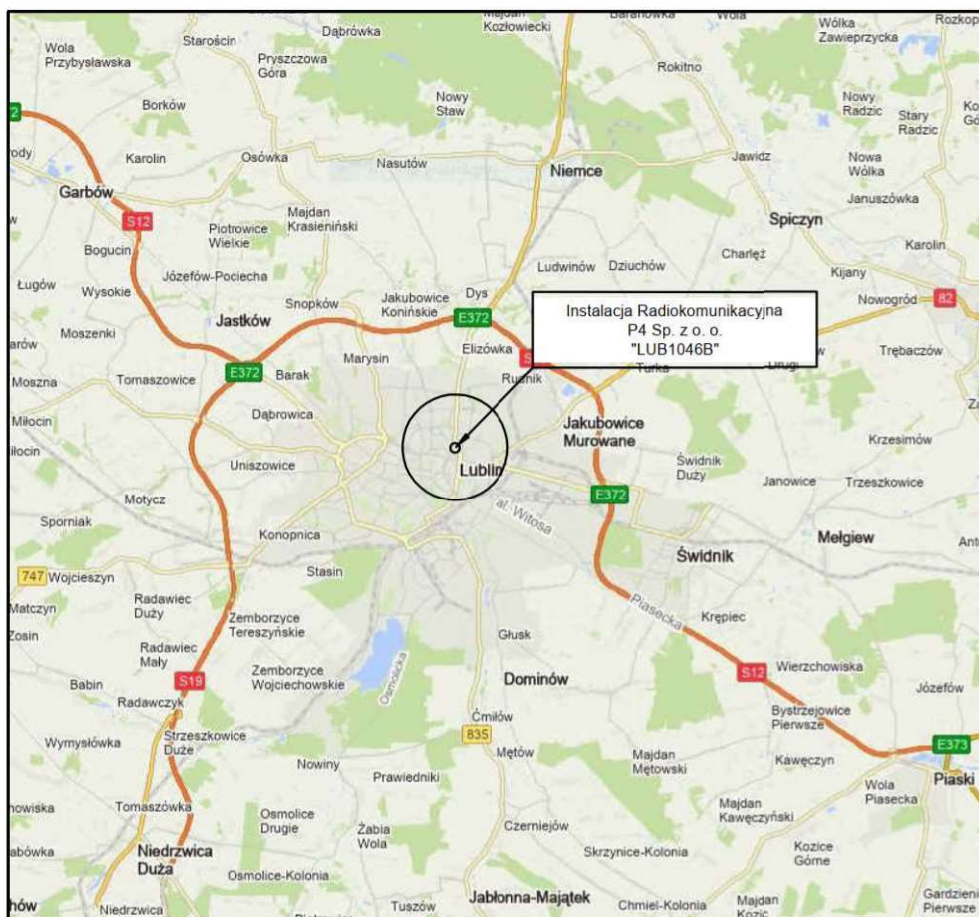 Majdan
Kozłowiecki
Dąbrówka
Wola
Wólka
Zawieprzycka
Starościn
Wola
Przybysławska
Pryszczowa
Góra
Rokitno
Borków
Nowy
Staw
Nowy
Radzic
Stary
Radzic
Karolin
Osówka
Nasutów
Niemce
Jawidz
Nowa
Wólka
Garbów
S12
Majdan
Krasieniński
Januszówka
Spiczyn
Piotrowice
Wielkie
Bogucin
Charlęż
Karolin
Ługów
Wysokie
Józefów-Pociecha
Ludwinów
Dziuchów
Kijany
Snopków
Jakubowice
Konińskie
Dys
Nowogród
82
Moszenki
Jastków
E372
Instalacja Radiokomunikacyjna
P4 Sp. z o. o.
"LUB1046B"
Elizówka
Trębaczów
Marysin
Moszna
Tomaszowice
E372
Barak
Rudnik
Turka
Dąbrowica
Miłocin
Jakubowice
Murowane
Krzesimów
Uniszowice
Lublin
Świdnik
Duży
Janowice
Trzeszkowice
Motycz
E372
al. Witosa
Sporniak
Konopnica
Mełgiew
Świdnik
Stasin
747
Wojcieszyn
Radawiec
Duży
Piasecka
Krępiec
Matczyn
Zemborzyce
Tereszyńskie
Głusk
Radawiec
Mały
Zemborzyce
Wojciechowskie
Osmolicka
Dominów
S12
Wierzchowiska
S19
Babin
Józefów
Radawczyk
Bystrzejowice
Pierwsze
Ćmiłów
835
Strzeszkowice
Duże
Wymysłówka
Mętów
E373
Nowiny
Prawiedniki
Majdan
Mętowski
Kawęczyn
Piaski
Wola
Piasecka
Tomaszówka
Osmolice
Drugie
Żabia
Wola
Czerniejów
Majdan
Kawęczyński
Niedrzwica
Duża
Skrzynice-Kolonia
Kozice
Górne
Osmolice-Kolonia
Jabłonna-Majątek
Niedrzwica
Tuszów
Chmiel-Kolonia
Majdan
Kozic
Gardzienice
Pierwsze